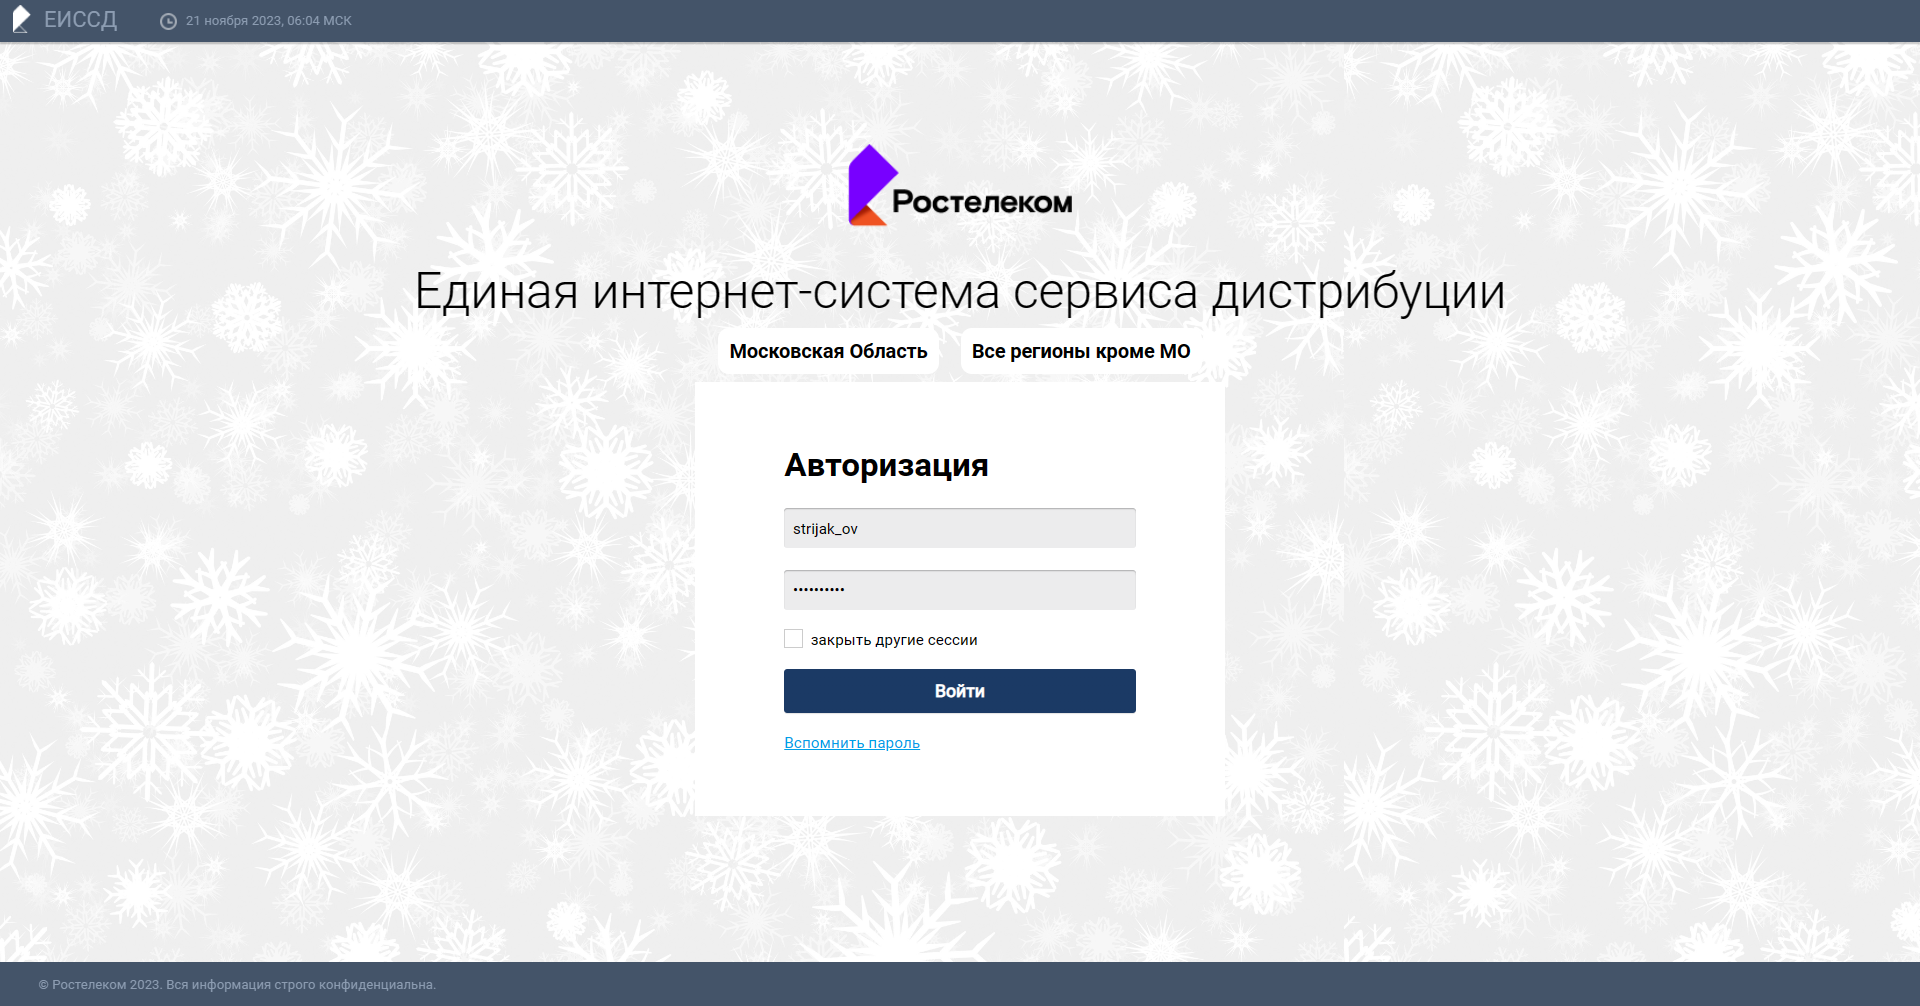 ЕИССД
21 ноября 2023, 06:04 МСК
Ростелеком
Единая интернет-система сервиса дистрибуции
Московская Область
Все регионы кроме МО
Авторизация
strijak_ov
••••••••••
закрыть другие сессии
Войти
Вспомнить пароль
© Ростелеком 2023. Вся информация строго конфиденциальна.